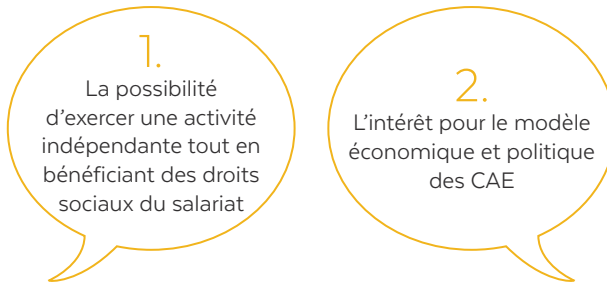 1.
La possibilité
d'exercer une activité
indépendante tout en
bénéficiant des droits
sociaux du salariat
2.
L'intérêt pour le modèle
économique et politique
des CAE